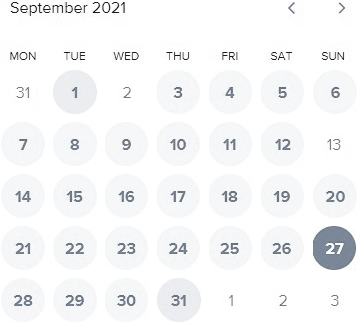 September 2021
MON TUE WED THU FRI SAT SUN
31 1 2 3 4 5 6
7 8 9 10 11 12 13
14 15 16 17 18 19 20
21 22 23 24 25 26 27
28 29 30 31 1 2 3